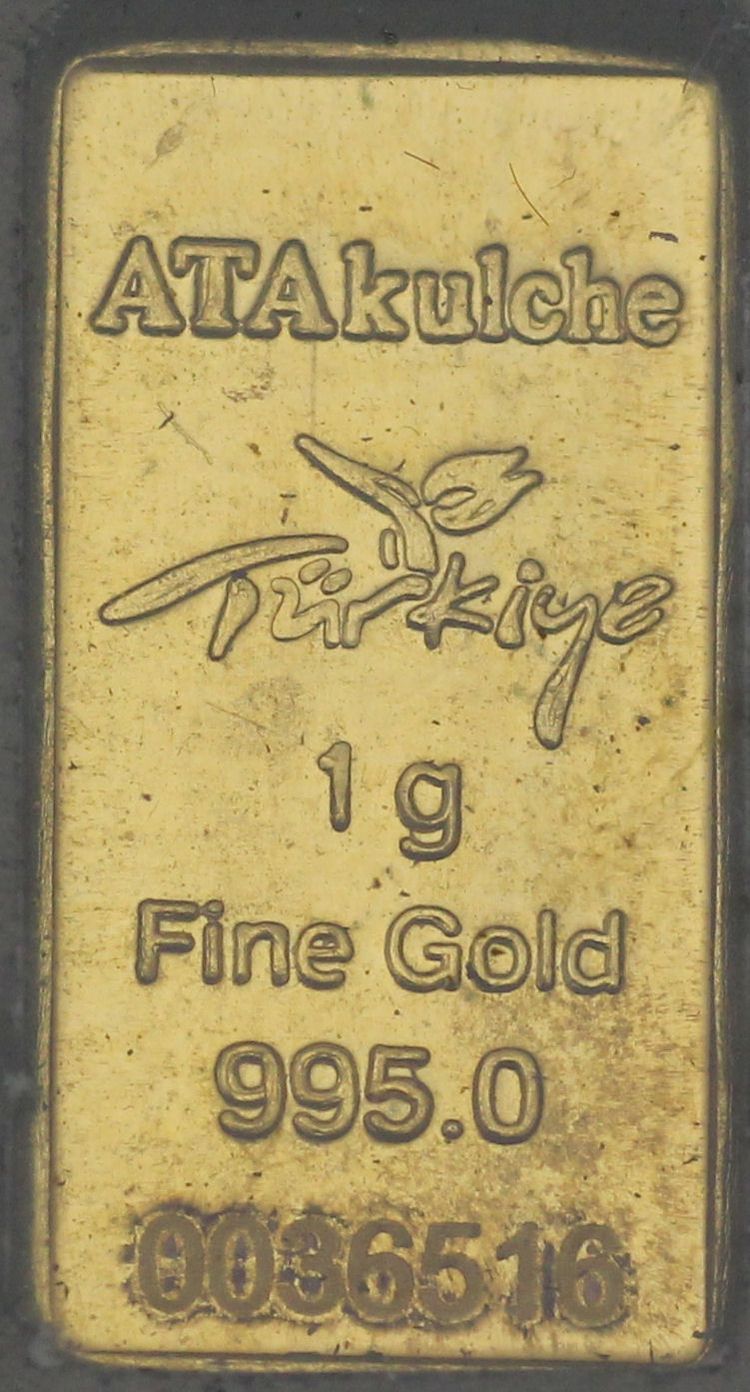 ATAkulche
Türkiye
1 g
Fine Gold
995.0
0036516